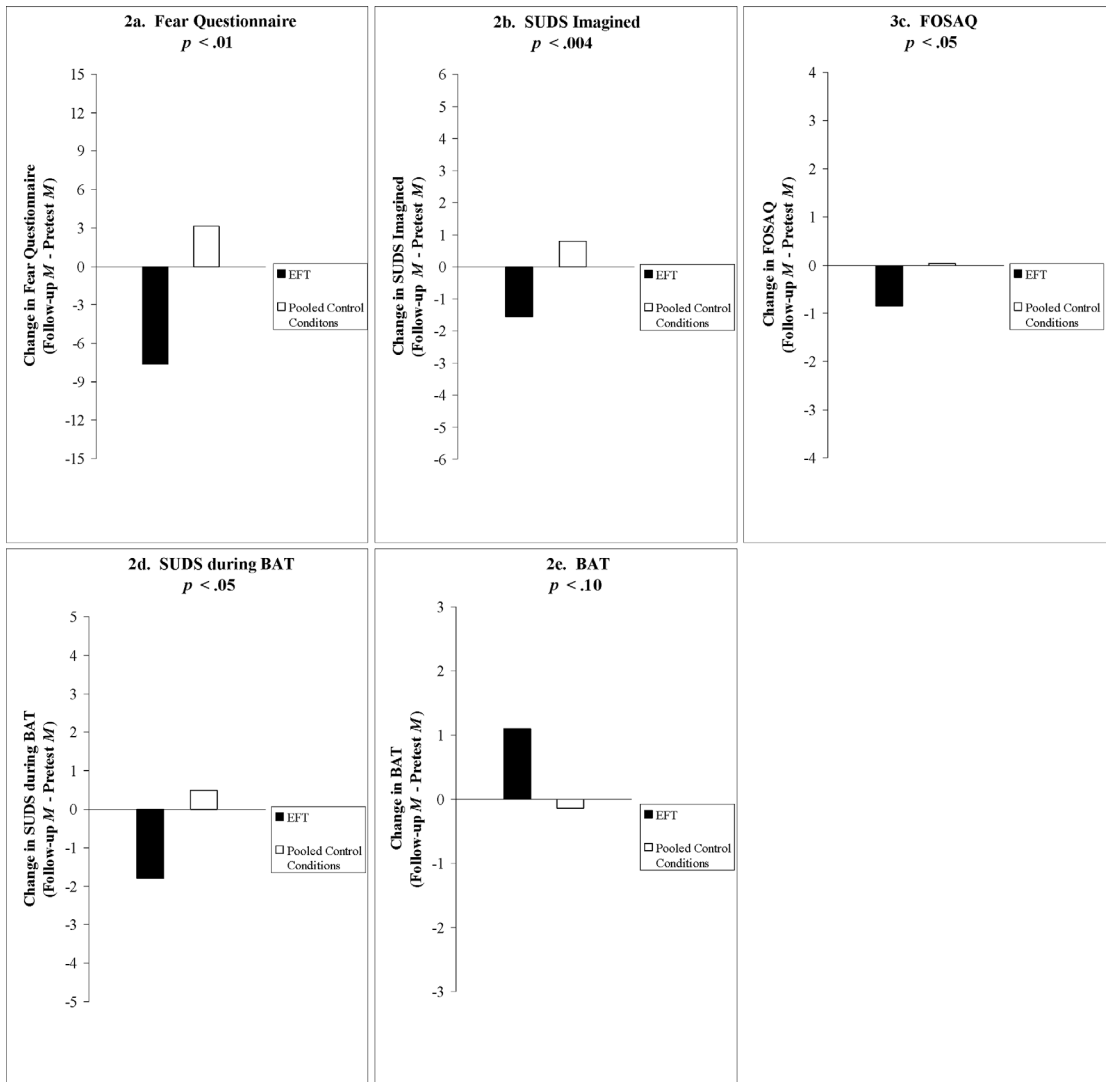 2a. Fear Questionnaire
p < .01
Change in Fear Questionnaire
(Follow-up M - Pretest M)
15
12
9
6
3
0
-3
-6
-9
-12
-15
EFT
Pooled Control
Conditons
2b. SUDS Imagined
p < .004
Change in SUDS Imagined
(Follow-up M - Pretest M)
6
5
4
3
2
1
0
-1
-2
-3
-4
-5
-6
EFT
Pooled Control
Conditions
3c. FOSAQ
p < .05
Change in FOSAQ
(Follow-up M - Pretest M)
4
3
2
1
0
-1
-2
-3
-4
EFT
Pooled Control
Conditions
2d. SUDS during BAT
p < .05
Change in SUDS during BAT
(Follow-up M - Pretest M)
5
4
3
2
1
0
-1
-2
-3
-4
-5
EFT
Pooled Control
Conditions
2e. BAT
p < .10
Change in BAT
(Follow-up M - Pretest M)
3
2
1
0
-1
-2
-3
EFT
Pooled Control
Conditions